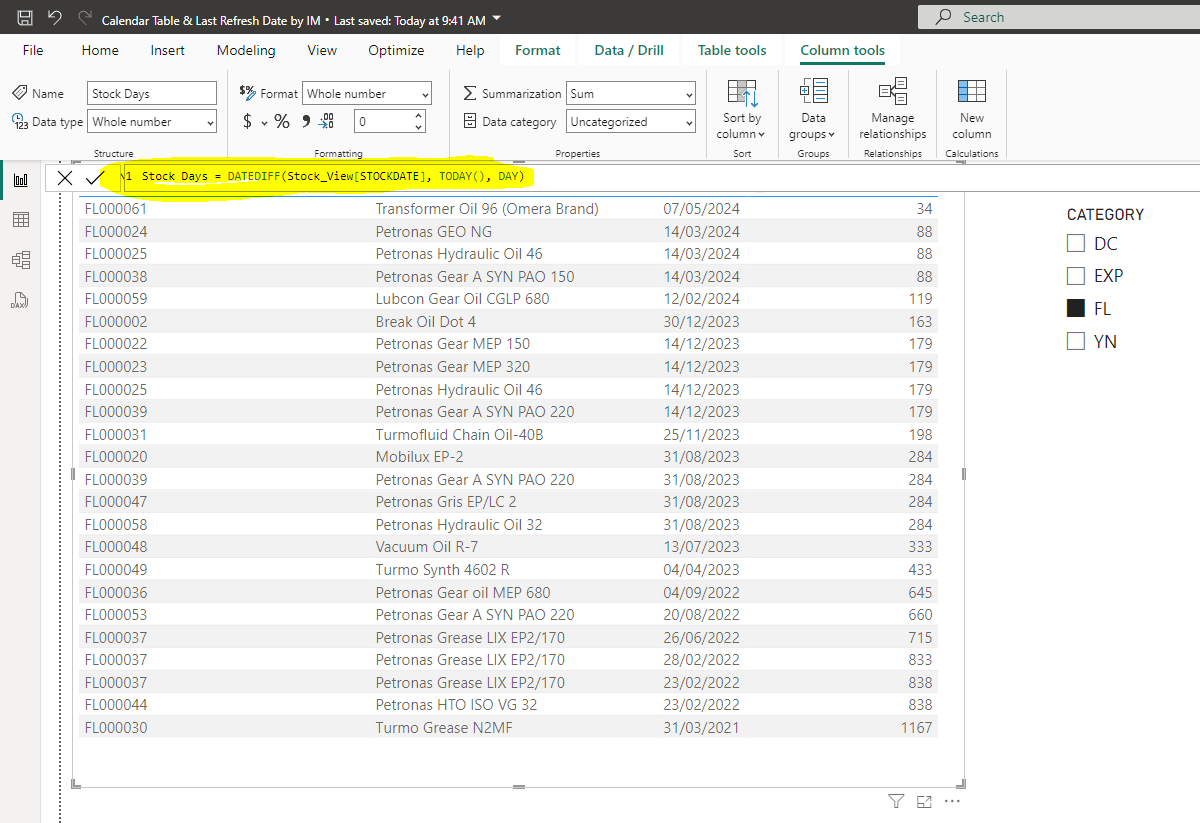 Calendar Table & Last Refresh Date by IM • Last saved: Today at 9:41 AM
Search
File Home Insert Modeling View Optimize Help Format Data / Drill Table tools Column tools
Name Stock Days
Data type Whole number
Structure
Format Whole number
$ % 0
Formatting
Summarization Sum
Data category Uncategorized
Properties
Sort by
column
Sort
Data
groups
Groups
Manage
relationships
Relationships
New
column
Calculations
1 Stock Days = DATEDIFF(Stock_View[STOCKDATE], TODAY(), DAY)
FL000061 Transformer Oil 96 (Omera Brand) 07/05/2024 34
FL000024 Petronas GEO NG 14/03/2024 88
FL000025 Petronas Hydraulic Oil 46 14/03/2024 88
FL000038 Petronas Gear A SYN PAO 150 14/03/2024 88
FL000059 Lubcon Gear Oil CGLP 680 12/02/2024 119
FL000002 Break Oil Dot 4 30/12/2023 163
FL000022 Petronas Gear MEP 150 14/12/2023 179
FL000023 Petronas Gear MEP 320 14/12/2023 179
FL000025 Petronas Hydraulic Oil 46 14/12/2023 179
FL000039 Petronas Gear A SYN PAO 220 14/12/2023 179
FL000031 Turmofluid Chain Oil-40B 25/11/2023 198
FL000020 Mobilux EP-2 31/08/2023 284
FL000039 Petronas Gear A SYN PAO 220 31/08/2023 284
FL000047 Petronas Gris EP/LC 2 31/08/2023 284
FL000058 Petronas Hydraulic Oil 32 31/08/2023 284
FL000048 Vacuum Oil R-7 13/07/2023 333
FL000049 Turmo Synth 4602 R 04/04/2023 433
FL000036 Petronas Gear oil MEP 680 04/09/2022 645
FL000053 Petronas Gear A SYN PAO 220 20/08/2022 660
FL000037 Petronas Grease LIX EP2/170 26/06/2022 715
FL000037 Petronas Grease LIX EP2/170 28/02/2022 833
FL000037 Petronas Grease LIX EP2/170 23/02/2022 838
FL000044 Petronas HTO ISO VG 32 23/02/2022 838
FL000030 Turmo Grease N2MF 31/03/2021 1167
CATEGORY
DC
EXP
FL
YN
DAX